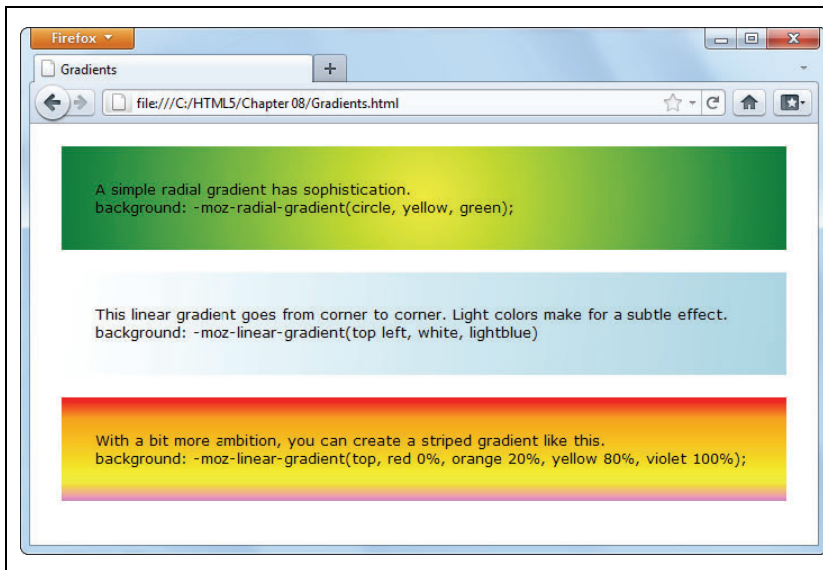 Firefox
Gradients
file:///C:/HTML5/Chapter 08/Gradients.html
A simple radial gradient has sophistication.
background: -moz-radial-gradient(circle, yellow, green);
This linear gradient goes from corner to corner. Light colors make for a subtle effect.
background: -moz-linear-gradient(top left, white, lightblue)
With a bit more ambition, you can create a striped gradient like this.
background: -moz-linear-gradient(top, red 0%, orange 20%, yellow 80%, violet 100%);